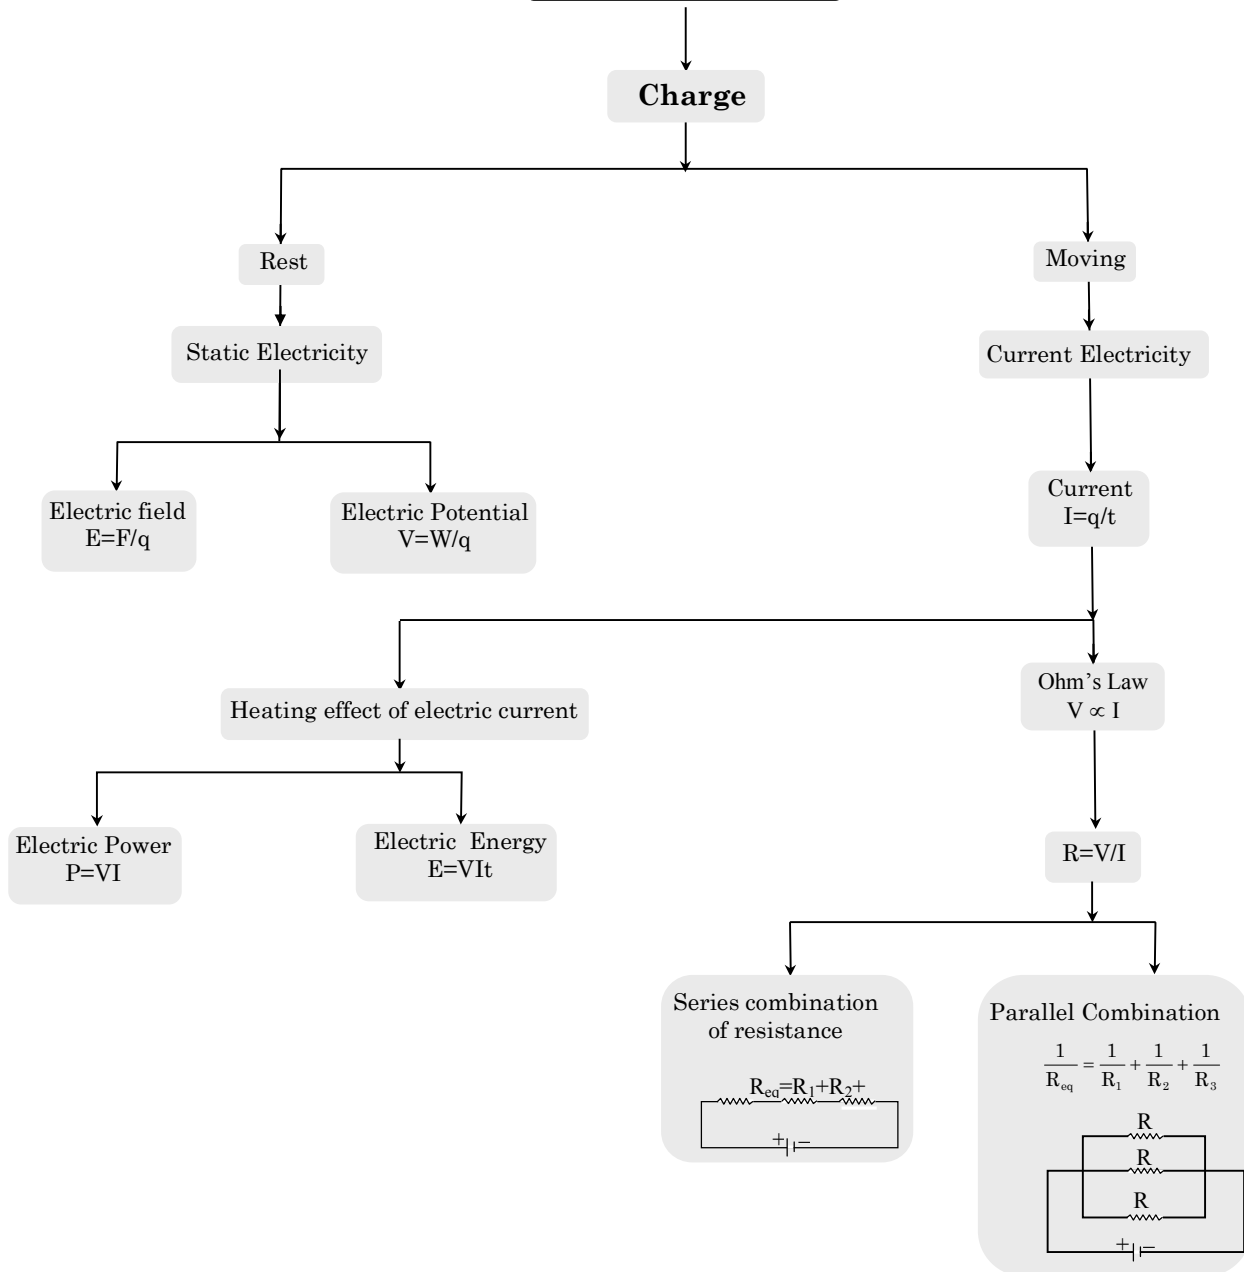 Charge
Rest
Moving
Static Electricity
Current Electricity
Electric field
E=F/q
Electric Potential
V=W/q
Current
I=q/t
Heating effect of electric current
Ohm's Law
V ∝ I
Electric Power
P=VI
Electric Energy
E=VIt
R=V/I
Series combination
of resistance
R_eq=R_1+R_2+
+ −
Parallel Combination
1/R_eq = 1/R_1 + 1/R_2 + 1/R_3
R
R
R
+ −